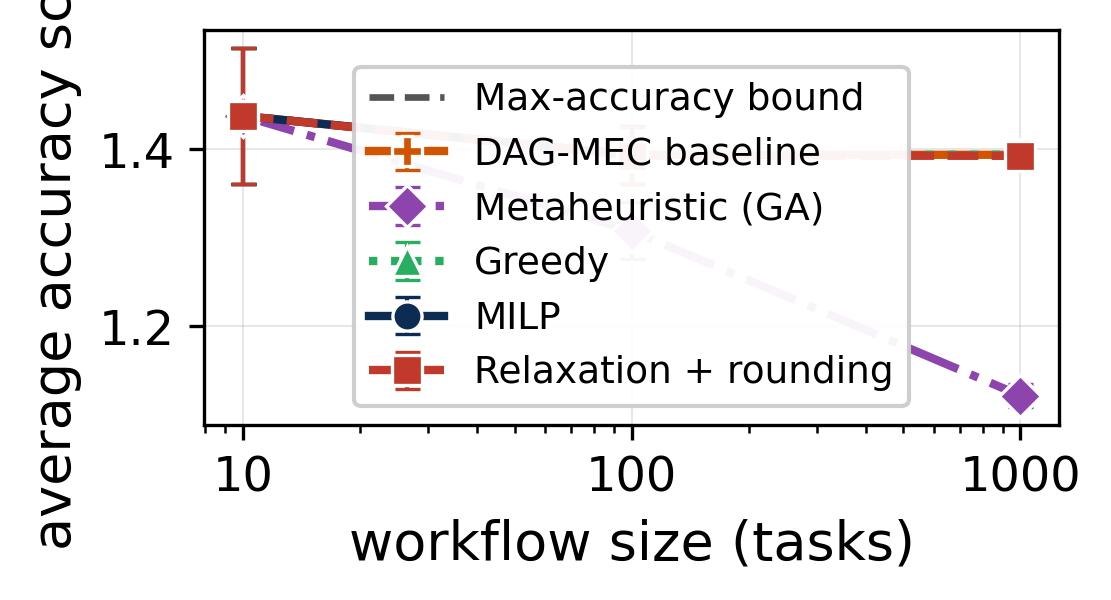 average accuracy
1.4
1.2
Max-accuracy bound
DAG-MEC baseline
Metaheuristic (GA)
Greedy
MILP
Relaxation + rounding
10 100 1000
workflow size (tasks)